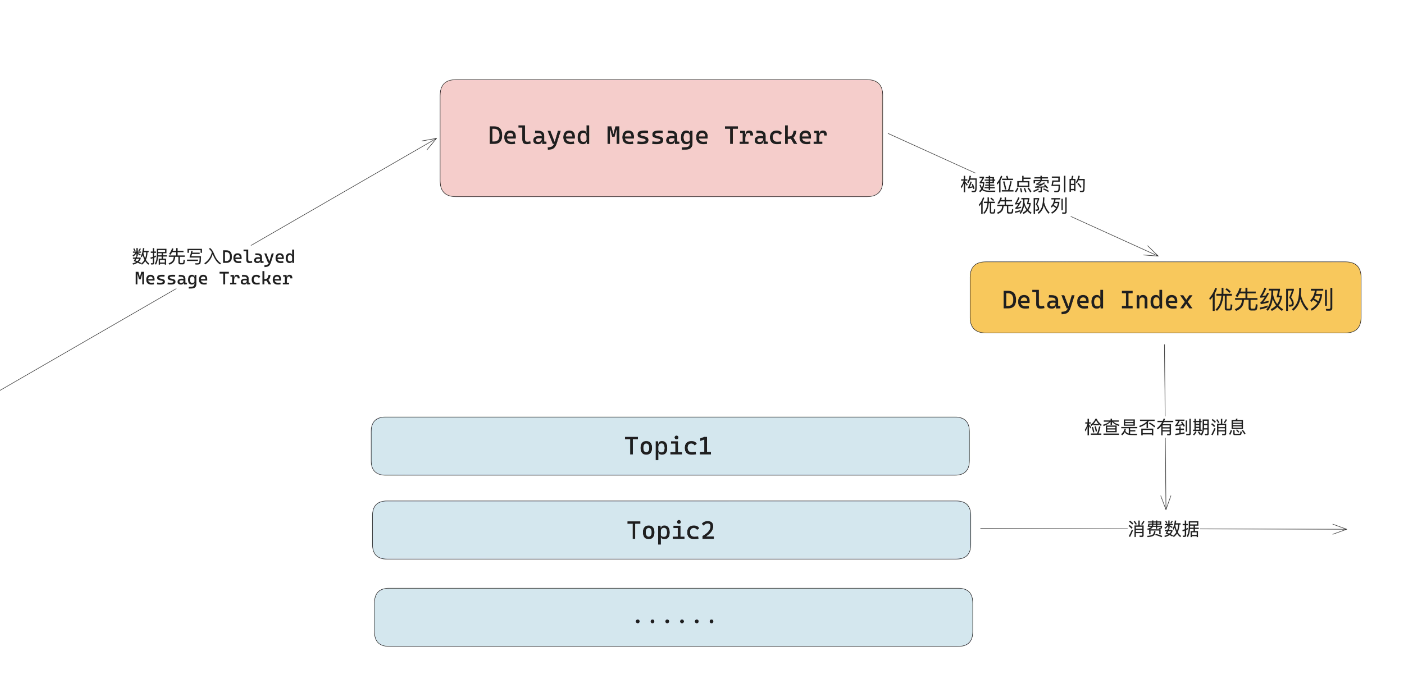 Delayed Message Tracker
构建位点索引的
优先级队列
数据先写入Delayed
Message Tracker
Delayed Index 优先级队列
Topic1
检查是否有到期消息
Topic2
消费数据
......